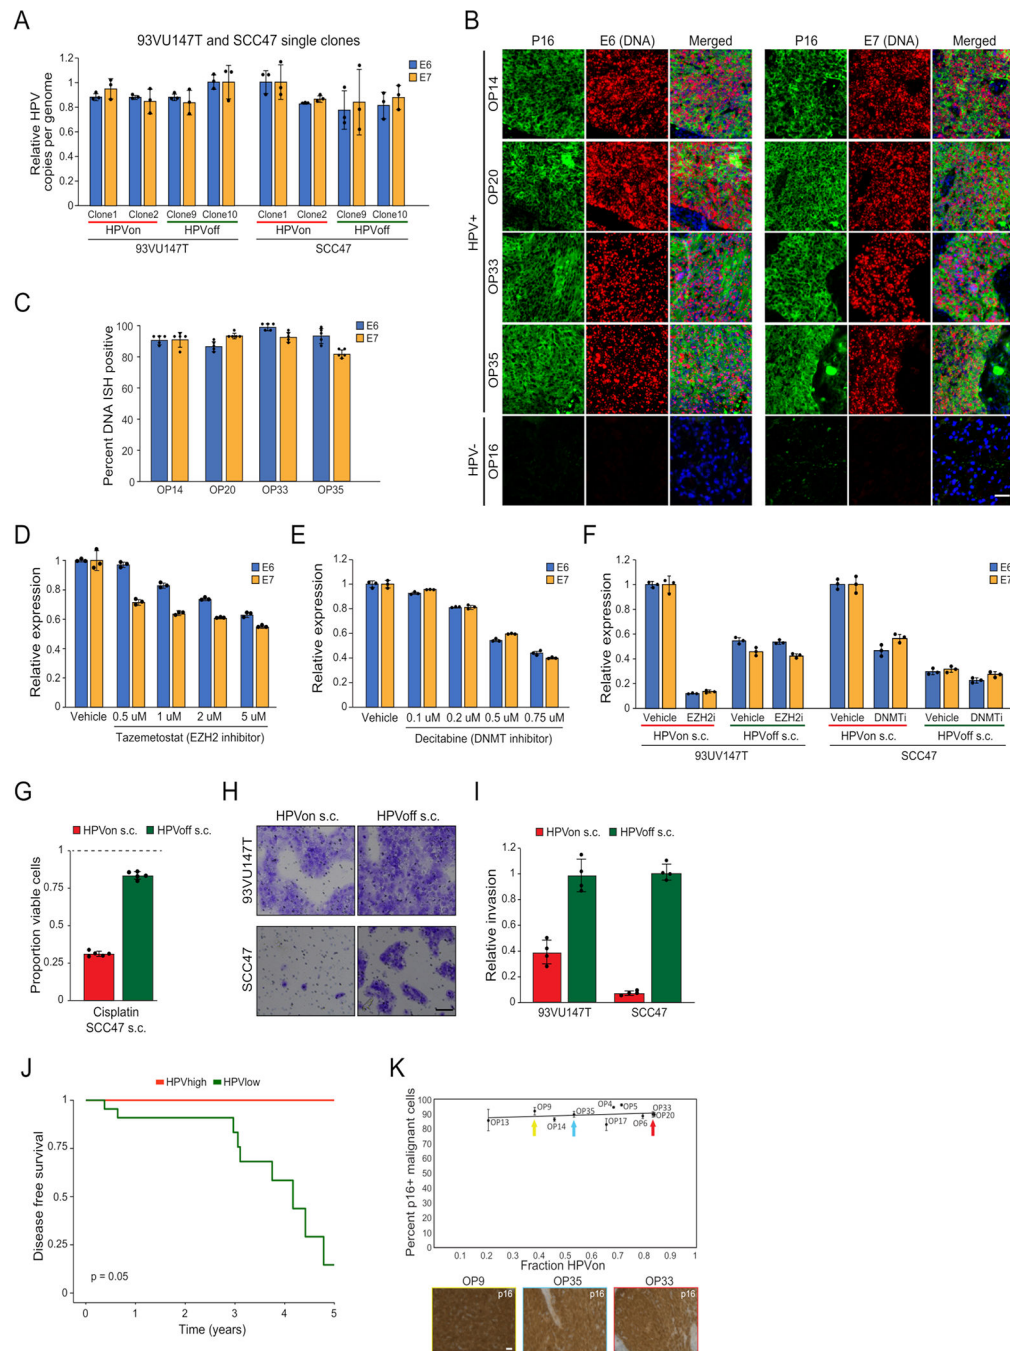 A
93VU147T and SCC47 single clones
Relative HPV
copies per genome
1.2
1
0.8
0.6
0.4
0.2
0
E6
E7
Clone1 Clone2 Clone9 Clone10 Clone1 Clone2 Clone9 Clone10
HPVon HPVoff HPVon HPVoff
93VU147T SCC47
B
P16 E6 (DNA) Merged P16 E7 (DNA) Merged
HPV+
OP14
OP20
OP33
OP35
HPV-
OP16
C
Percent DNA ISH positive
100
80
60
40
20
0
E6
E7
OP14 OP20 OP33 OP35
D
Relative expression
1
0.8
0.6
0.4
0.2
0
E6
E7
Vehicle 0.5 uM 1 uM 2 uM 5 uM
Tazemetostat (EZH2 inhibitor)
E
Relative expression
1.2
1
0.8
0.6
0.4
0.2
0
E6
E7
Vehicle 0.1 uM 0.2 uM 0.5 uM 0.75 uM
Decitabine (DNMT inhibitor)
F
Relative expression
1.2
1
0.8
0.6
0.4
0.2
0
E6
E7
Vehicle EZH2i Vehicle EZH2i Vehicle DNMTi Vehicle DNMTi
HPVon s.c. HPVoff s.c. HPVon s.c. HPVoff s.c.
93UV147T SCC47
G
HPVon s.c. HPVoff s.c.
Proportion viable cells
1
0.75
0.5
0.25
0
Cisplatin
SCC47 s.c.
H
HPVon s.c. HPVoff s.c.
93VU147T
SCC47
I
HPVon s.c. HPVoff s.c.
Relative invasion
1.2
1
0.8
0.6
0.4
0.2
0
93VU147T SCC47
J
HPVhigh HPVlow
Disease free survival
1
0.75
0.5
0.25
0
p = 0.05
0 1 2 3 4 5
Time (years)
K
Percent p16+ malignant cells
100
90
80
70
60
50
40
30
20
10
0
OP13 OP9 OP14 OP35 OP4 OP5 OP17 OP6 OP33
OP20
0.1 0.2 0.3 0.4 0.5 0.6 0.7 0.8 0.9 1
Fraction HPVon
OP9 OP35 OP33
p16 p16 p16